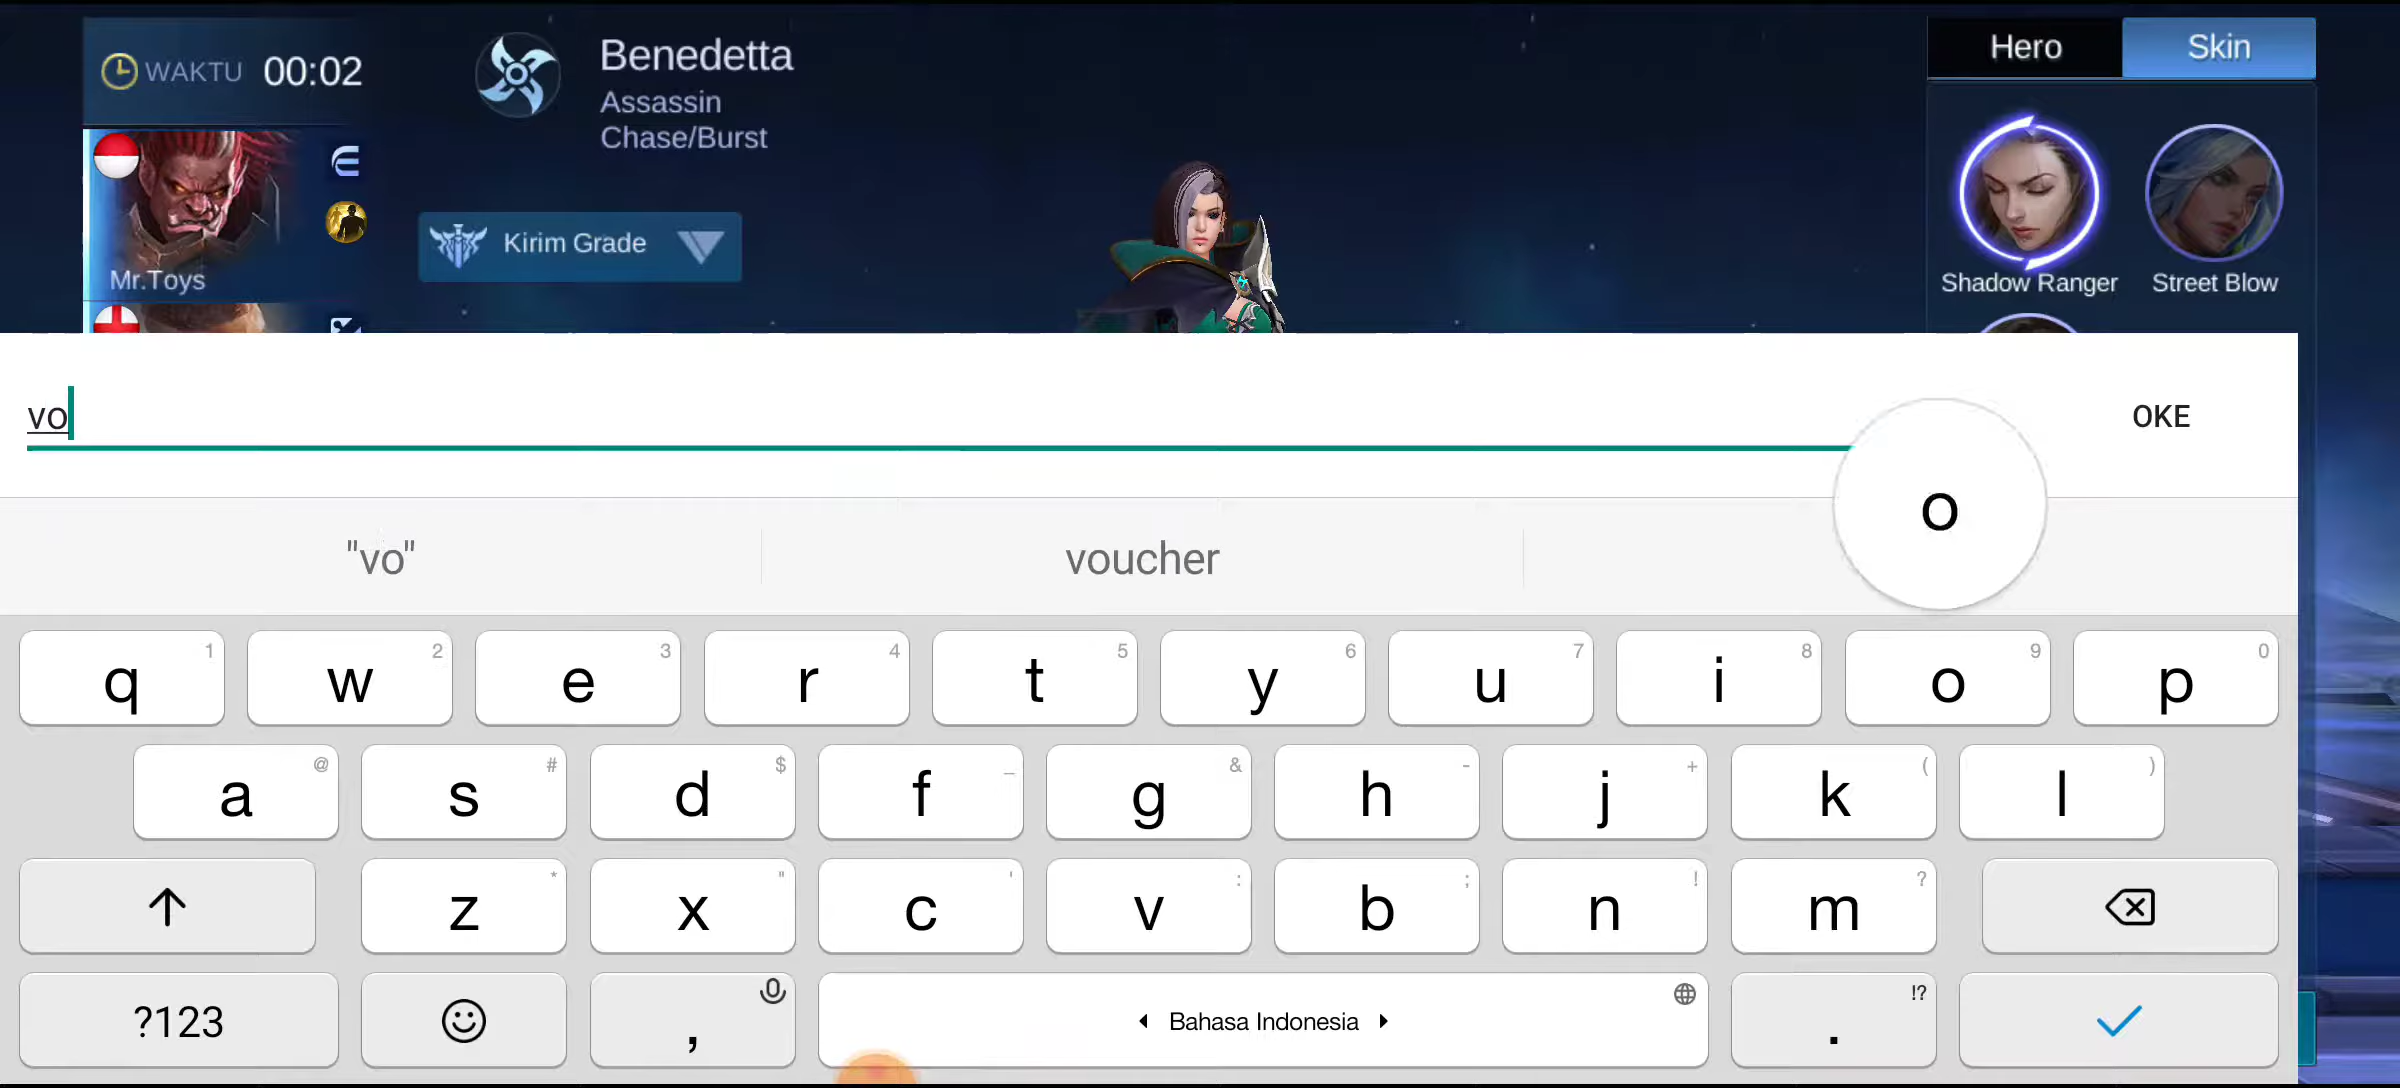 WAKTU 00:02
Benedetta
Assassin
Chase/Burst
Hero Skin
Mr.Toys
Kirim Grade
Shadow Ranger Street Blow
vo
OKE
"vo" voucher
o
q 1 w 2 e 3 r 4 t 5 y 6 u 7 i 8 o 9 p 0
a @ s # d $ f _ g & h - j + k ( l )
z * x " c ' v : b ; n ! m ?
?123 , Bahasa Indonesia . !?